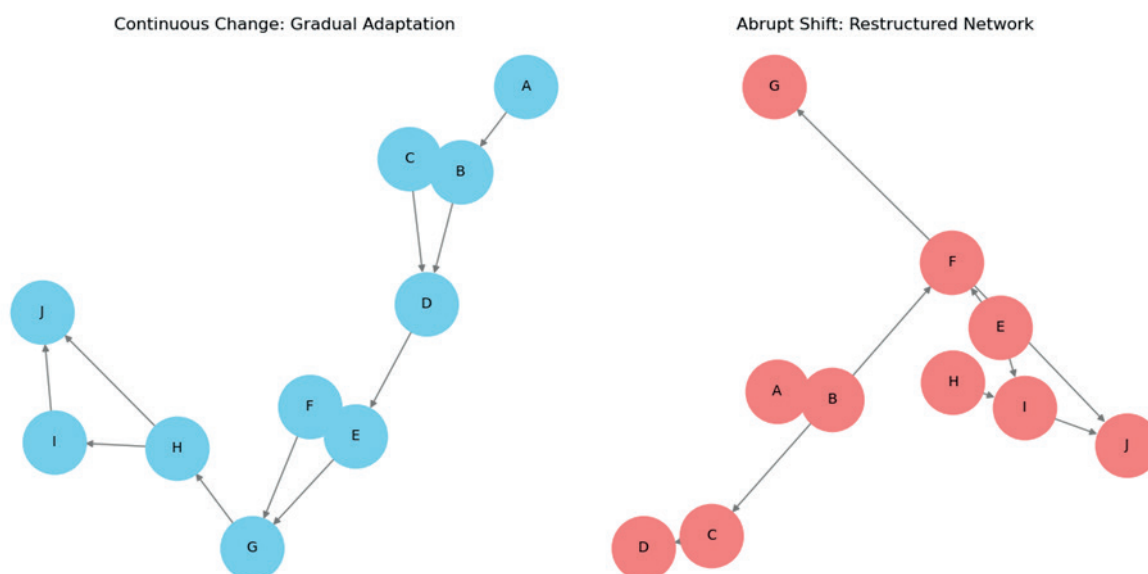 Continuous Change: Gradual Adaptation
A
C
B
D
J
F
E
I
H
G
Abrupt Shift: Restructured Network
G
F
E
H
A
B
I
J
C
D